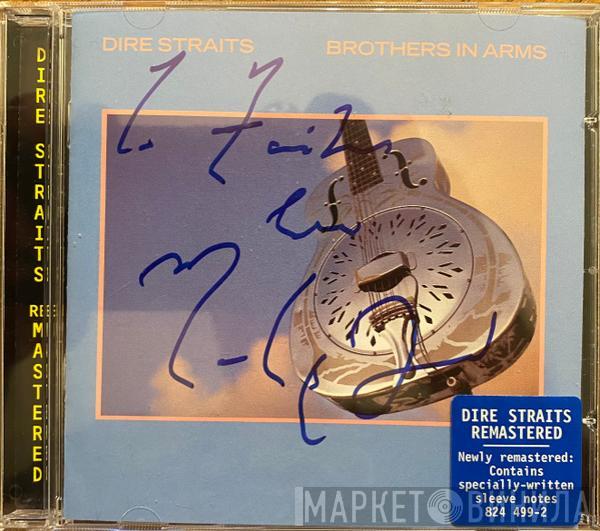 DIRE STRAITS BROTHERS IN ARMS
DIRE STRAITS REMASTERED
DIRE STRAITS
REMASTERED
Newly remastered:
Contains
specially-written
sleeve notes
824 499-2
МАРКЕТ ВИНИЛА